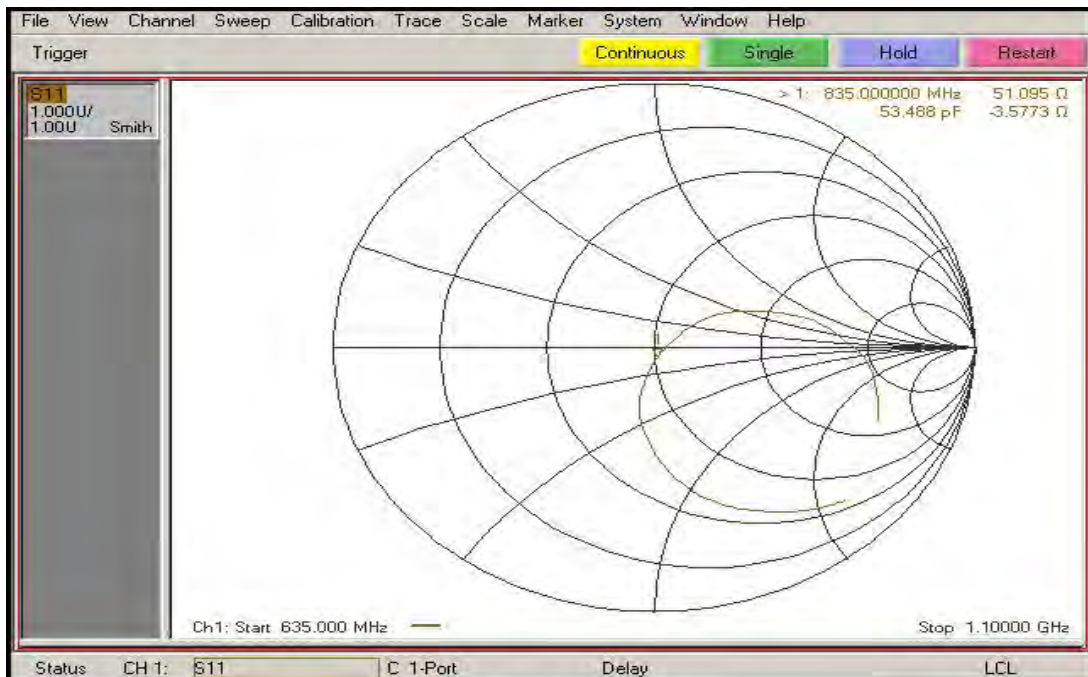 File View Channel Sweep Calibration Trace Scale Marker System Window Help
Trigger Continuous Single Hold Restart
S11
1.000U/
1.00U Smith
> 1: 835.000000 MHz 51.095 Ω
53.488 pF -3.5773 Ω
1
Ch1: Start 635.000 MHz Stop 1.10000 GHz
Status CH 1: S11 C 1-Port Delay LCL